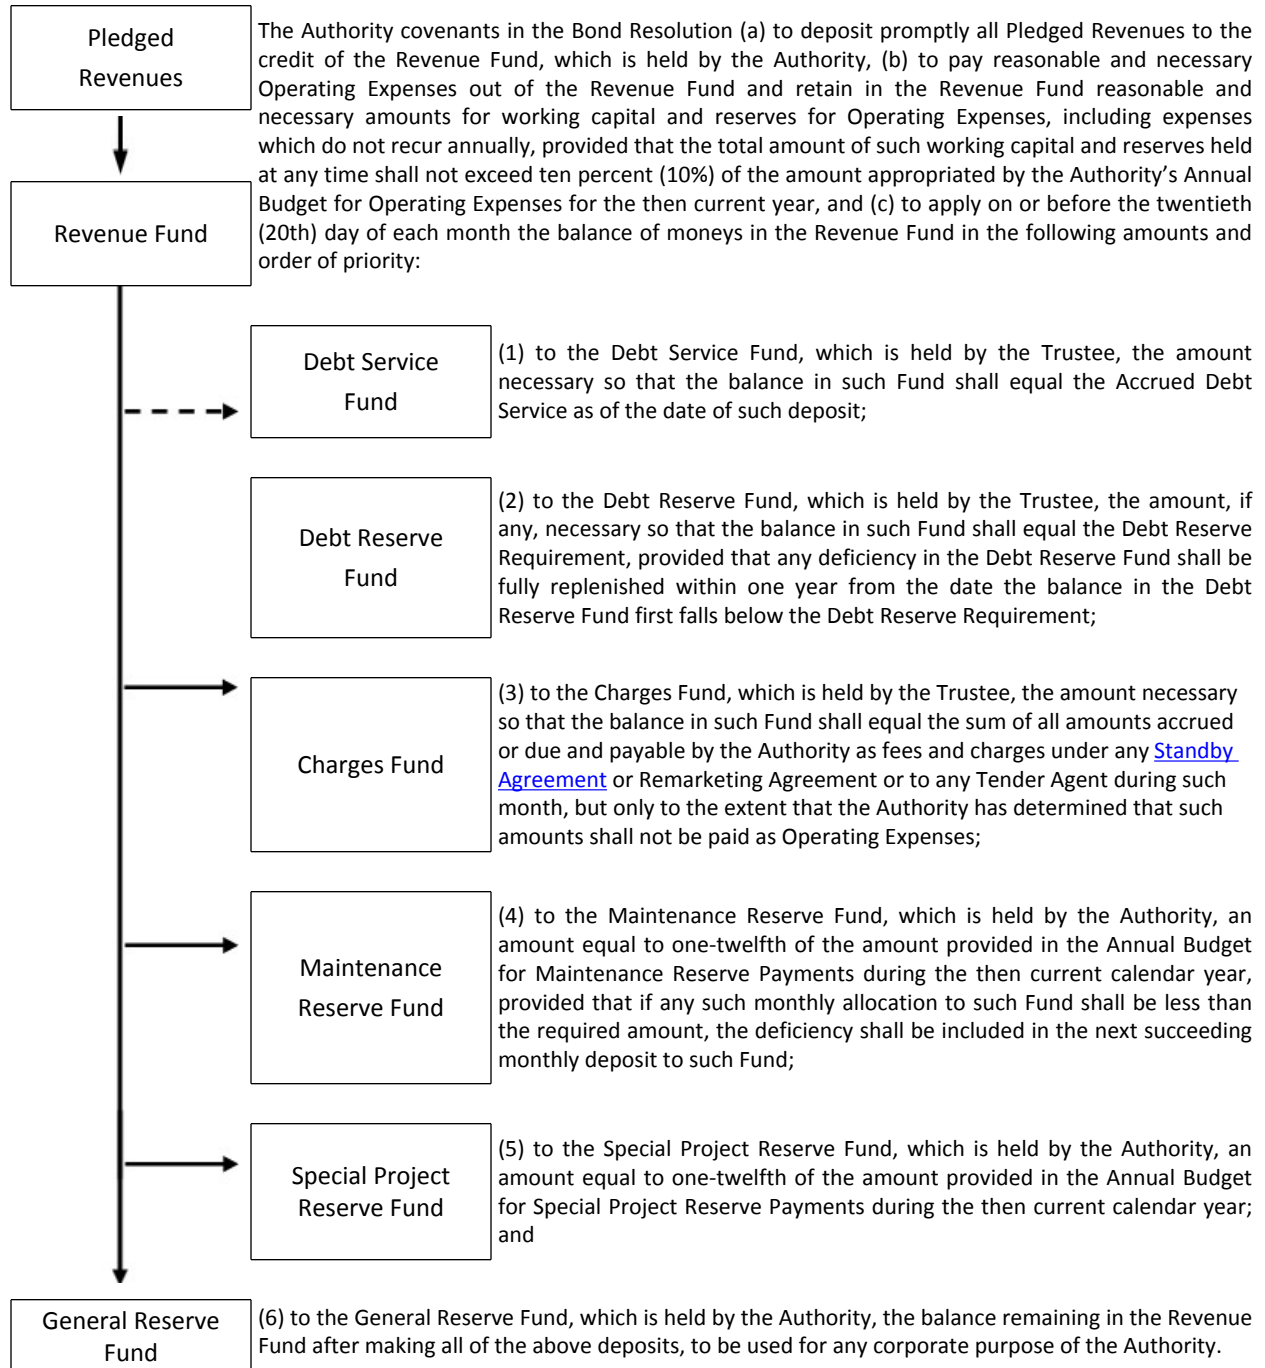 Pledged
Revenues
The Authority covenants in the Bond Resolution (a) to deposit promptly all Pledged Revenues to the
credit of the Revenue Fund, which is held by the Authority, (b) to pay reasonable and necessary
Operating Expenses out of the Revenue Fund and retain in the Revenue Fund reasonable and
necessary amounts for working capital and reserves for Operating Expenses, including expenses
which do not recur annually, provided that the total amount of such working capital and reserves held
at any time shall not exceed ten percent (10%) of the amount appropriated by the Authority’s Annual
Budget for Operating Expenses for the then current year, and (c) to apply on or before the twentieth
(20th) day of each month the balance of moneys in the Revenue Fund in the following amounts and
order of priority:
Revenue Fund
Debt Service
Fund
(1) to the Debt Service Fund, which is held by the Trustee, the amount
necessary so that the balance in such Fund shall equal the Accrued Debt
Service as of the date of such deposit;
Debt Reserve
Fund
(2) to the Debt Reserve Fund, which is held by the Trustee, the amount, if
any, necessary so that the balance in such Fund shall equal the Debt Reserve
Requirement, provided that any deficiency in the Debt Reserve Fund shall be
fully replenished within one year from the date the balance in the Debt
Reserve Fund first falls below the Debt Reserve Requirement;
Charges Fund
(3) to the Charges Fund, which is held by the Trustee, the amount necessary
so that the balance in such Fund shall equal the sum of all amounts accrued
or due and payable by the Authority as fees and charges under any Standby
Agreement or Remarketing Agreement or to any Tender Agent during such
month, but only to the extent that the Authority has determined that such
amounts shall not be paid as Operating Expenses;
Maintenance
Reserve Fund
(4) to the Maintenance Reserve Fund, which is held by the Authority, an
amount equal to one-twelfth of the amount provided in the Annual Budget
for Maintenance Reserve Payments during the then current calendar year,
provided that if any such monthly allocation to such Fund shall be less than
the required amount, the deficiency shall be included in the next succeeding
monthly deposit to such Fund;
Special Project
Reserve Fund
(5) to the Special Project Reserve Fund, which is held by the Authority, an
amount equal to one-twelfth of the amount provided in the Annual Budget
for Special Project Reserve Payments during the then current calendar year;
and
General Reserve
Fund
(6) to the General Reserve Fund, which is held by the Authority, the balance remaining in the Revenue
Fund after making all of the above deposits, to be used for any corporate purpose of the Authority.